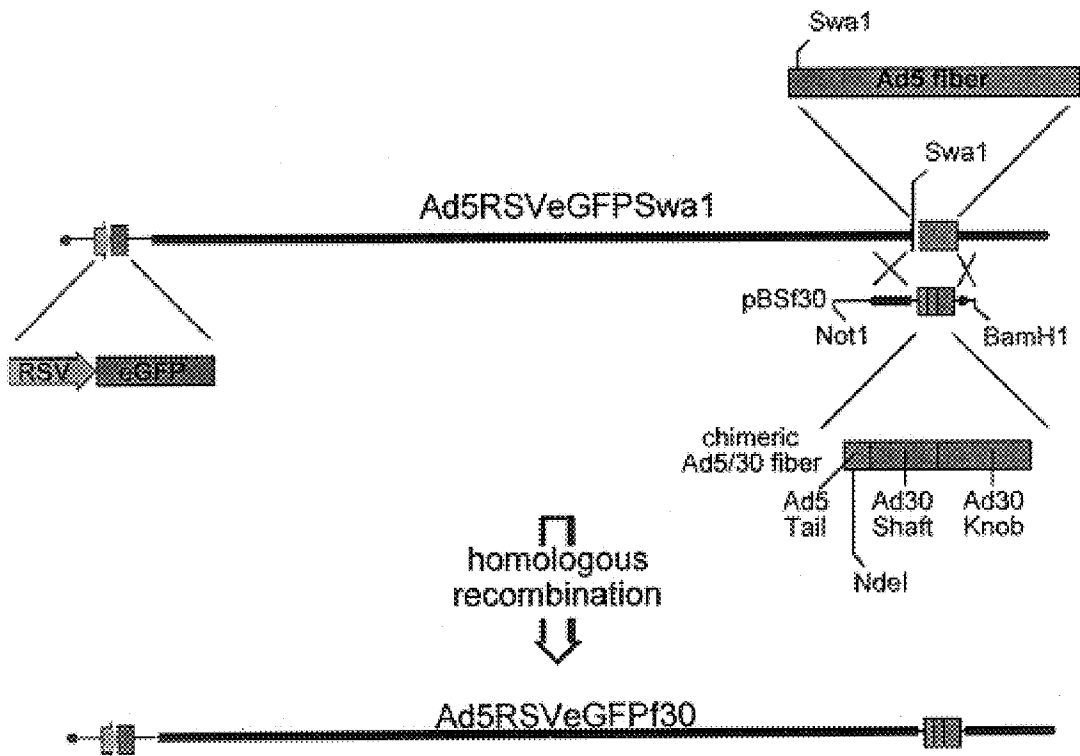 Swa1
Ad5 fiber
Swa1
Ad5RSVeGFPSwa1
pBSf30
Not1
BamH1
RSV eGFP
chimeric
Ad5/30 fiber
Ad5
Tail
Ad30
Shaft
Ad30
Knob
NdeI
homologous
recombination
Ad5RSVeGFPf30